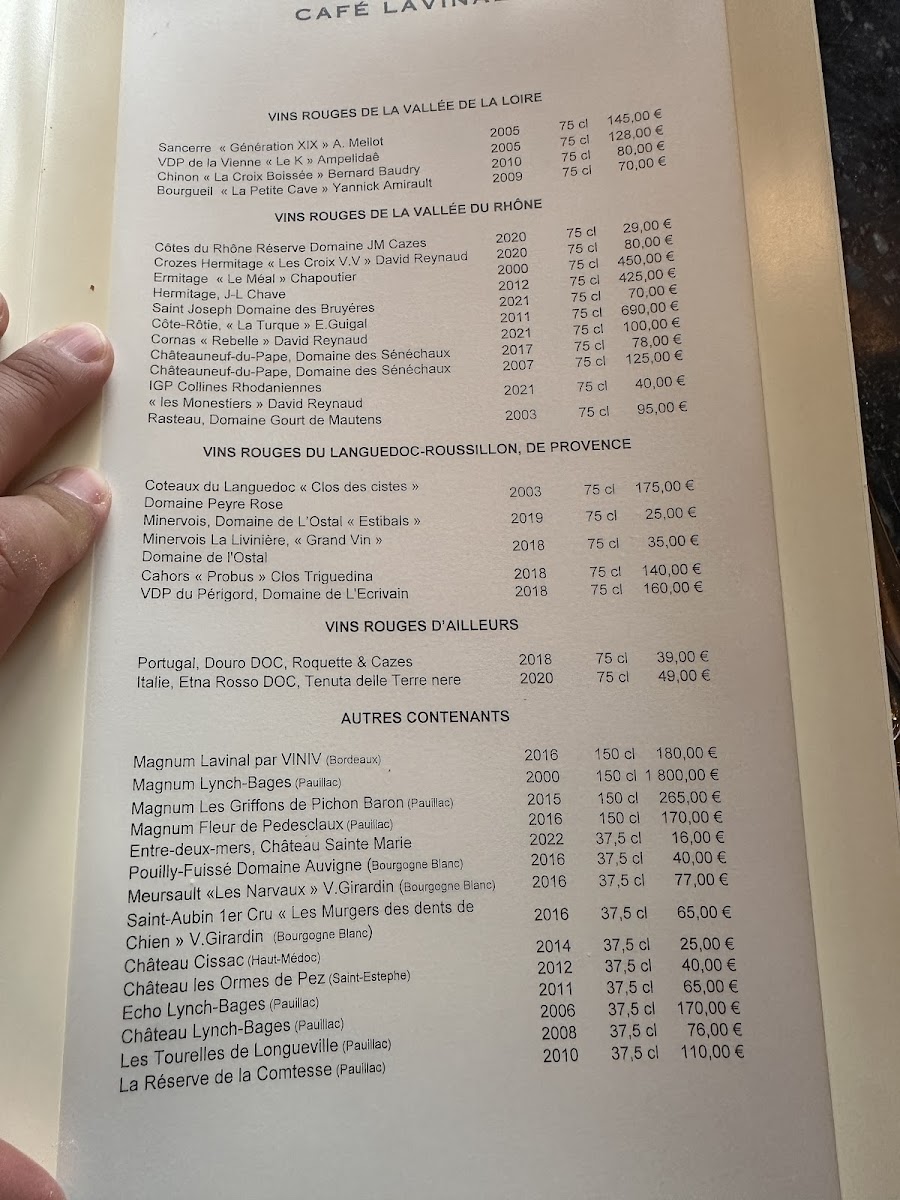 CAFÉ LAVINAL
VINS ROUGES DE LA VALLÉE DE LA LOIRE
Sancerre « Génération XIX » A. Mellot 2005 75 cl 145,00 €
VDP de la Vienne « Le K » Ampelidaê 2005 75 cl 128,00 €
Chinon « La Croix Boissée » Bernard Baudry 2010 75 cl 80,00 €
Bourgueil « La Petite Cave » Yannick Amirault 2009 75 cl 70,00 €
VINS ROUGES DE LA VALLÉE DU RHÔNE
Côtes du Rhône Réserve Domaine JM Cazes 2020 75 cl 29,00 €
Crozes Hermitage « Les Croix V.V » David Reynaud 2020 75 cl 80,00 €
Ermitage « Le Méal » Chapoutier 2000 75 cl 450,00 €
Hermitage, J-L Chave 2012 75 cl 425,00 €
Saint Joseph Domaine des Bruyéres 2021 75 cl 70,00 €
Côte-Rôtie, « La Turque » E.Guigal 2011 75 cl 690,00 €
Cornas « Rebelle » David Reynaud 2021 75 cl 100,00 €
Châteauneuf-du-Pape, Domaine des Sénéchaux 2017 75 cl 78,00 €
Châteauneuf-du-Pape, Domaine des Sénéchaux 2007 75 cl 125,00 €
IGP Collines Rhodaniennes
« les Monestiers » David Reynaud 2021 75 cl 40,00 €
Rasteau, Domaine Gourt de Mautens 2003 75 cl 95,00 €
VINS ROUGES DU LANGUEDOC-ROUSSILLON, DE PROVENCE
Coteaux du Languedoc « Clos des cistes » 2003 75 cl 175,00 €
Domaine Peyre Rose
Minervois, Domaine de L'Ostal « Estibals » 2019 75 cl 25,00 €
Minervois La Livinière, « Grand Vin » 2018 75 cl 35,00 €
Domaine de l'Ostal
Cahors « Probus » Clos Triguedina 2018 75 cl 140,00 €
VDP du Périgord, Domaine de L'Ecrivain 2018 75 cl 160,00 €
VINS ROUGES D'AILLEURS
Portugal, Douro DOC, Roquette & Cazes 2018 75 cl 39,00 €
Italie, Etna Rosso DOC, Tenuta delle Terre nere 2020 75 cl 49,00 €
AUTRES CONTENANTS
Magnum Lavinal par VINIV (Bordeaux) 2016 150 cl 180,00 €
Magnum Lynch-Bages (Pauillac) 2000 150 cl 1 800,00 €
Magnum Les Griffons de Pichon Baron (Pauillac) 2015 150 cl 265,00 €
Magnum Fleur de Pedesclaux (Pauillac) 2016 150 cl 170,00 €
Entre-deux-mers, Château Sainte Marie 2022 37,5 cl 16,00 €
Pouilly-Fuissé Domaine Auvigne (Bourgogne Blanc) 2016 37,5 cl 40,00 €
Meursault «Les Narvaux » V.Girardin (Bourgogne Blanc) 2016 37,5 cl 77,00 €
Saint-Aubin 1er Cru « Les Murgers des dents de 2016 37,5 cl 65,00 €
Chien » V.Girardin (Bourgogne Blanc)
Château Cissac (Haut-Médoc) 2014 37,5 cl 25,00 €
Château les Ormes de Pez (Saint-Estephe) 2012 37,5 cl 40,00 €
Echo Lynch-Bages (Pauillac) 2011 37,5 cl 65,00 €
Château Lynch-Bages (Pauillac) 2006 37,5 cl 170,00 €
Les Tourelles de Longueville (Pauillac) 2008 37,5 cl 76,00 €
La Réserve de la Comtesse (Pauillac) 2010 37,5 cl 110,00 €